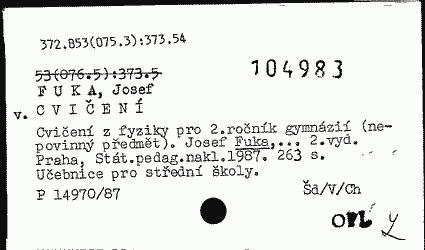 372.853(075.3):373.54
53(076.5):373.5
104983
FUKA, Josef
v. CVIČENÍ
Cvičení z fyziky pro 2.ročník gymnázií (ne-
povinný předmět). Josef Fuka,... 2.vyd.
Praha, Stát.pedag.nakl.1987. 263 s.
Učebnice pro střední školy.
P 14970/87
Šd/V/Ch